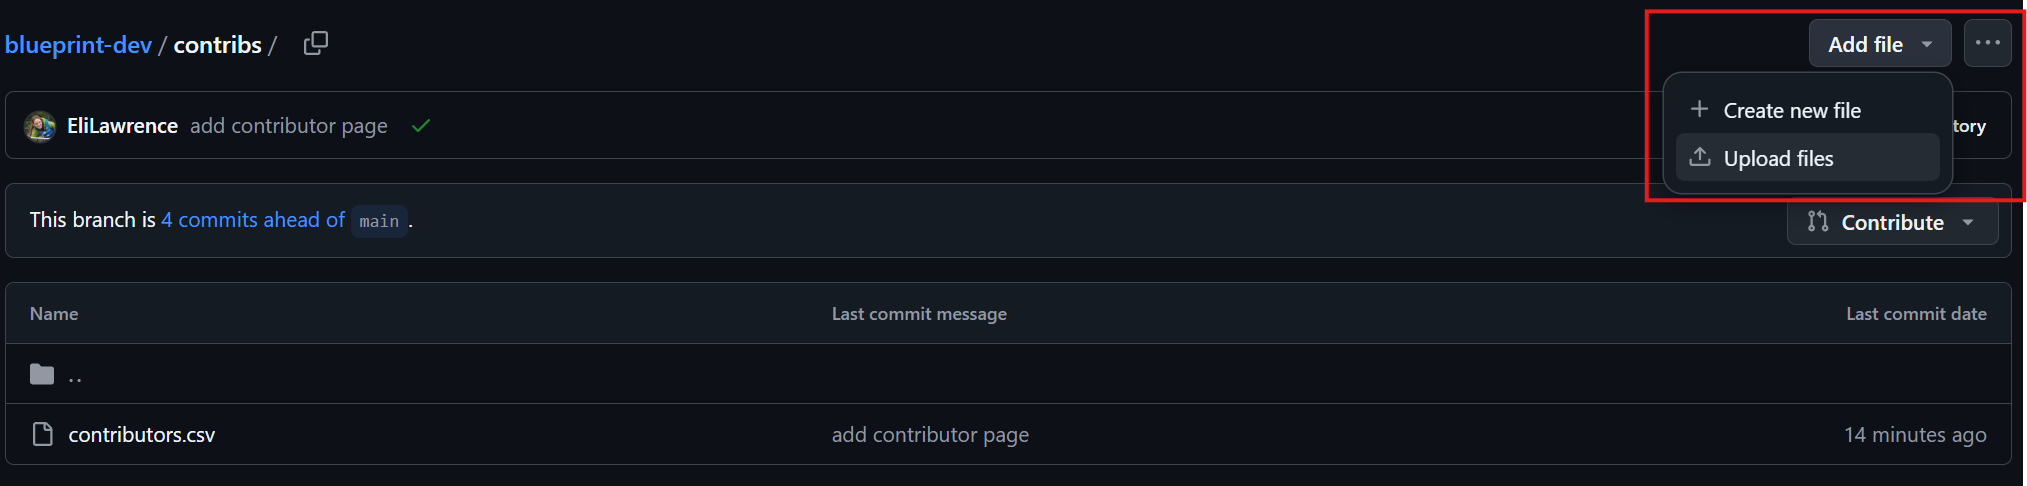 blueprint-dev / contribs /
Add file
...
Create new file
Upload files
EliLawrence add contributor page
tory
This branch is 4 commits ahead of main .
Contribute
Name Last commit message Last commit date
..
contributors.csv add contributor page 14 minutes ago